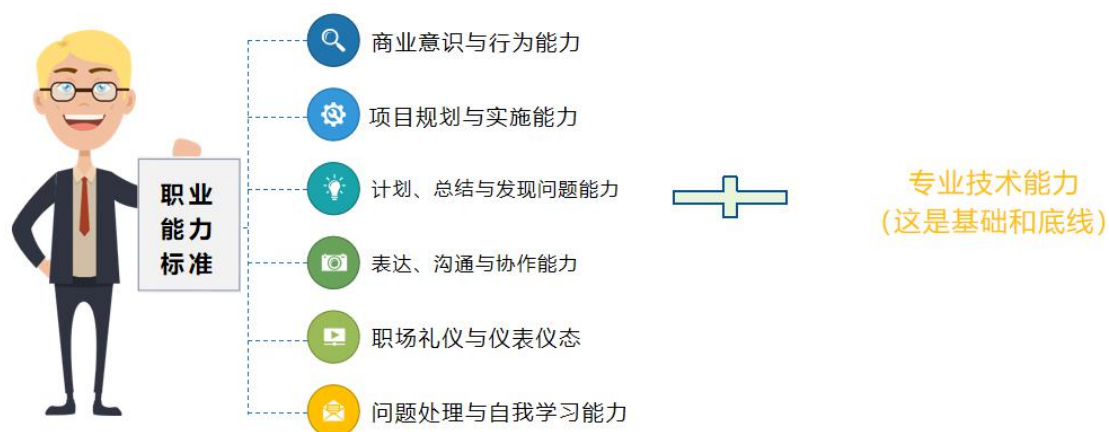 职业
能力
标准
商业意识与行为能力
项目规划与实施能力
计划、总结与发现问题能力
表达、沟通与协作能力
职场礼仪与仪表仪态
问题处理与自我学习能力
专业技术能力
(这是基础和底线)